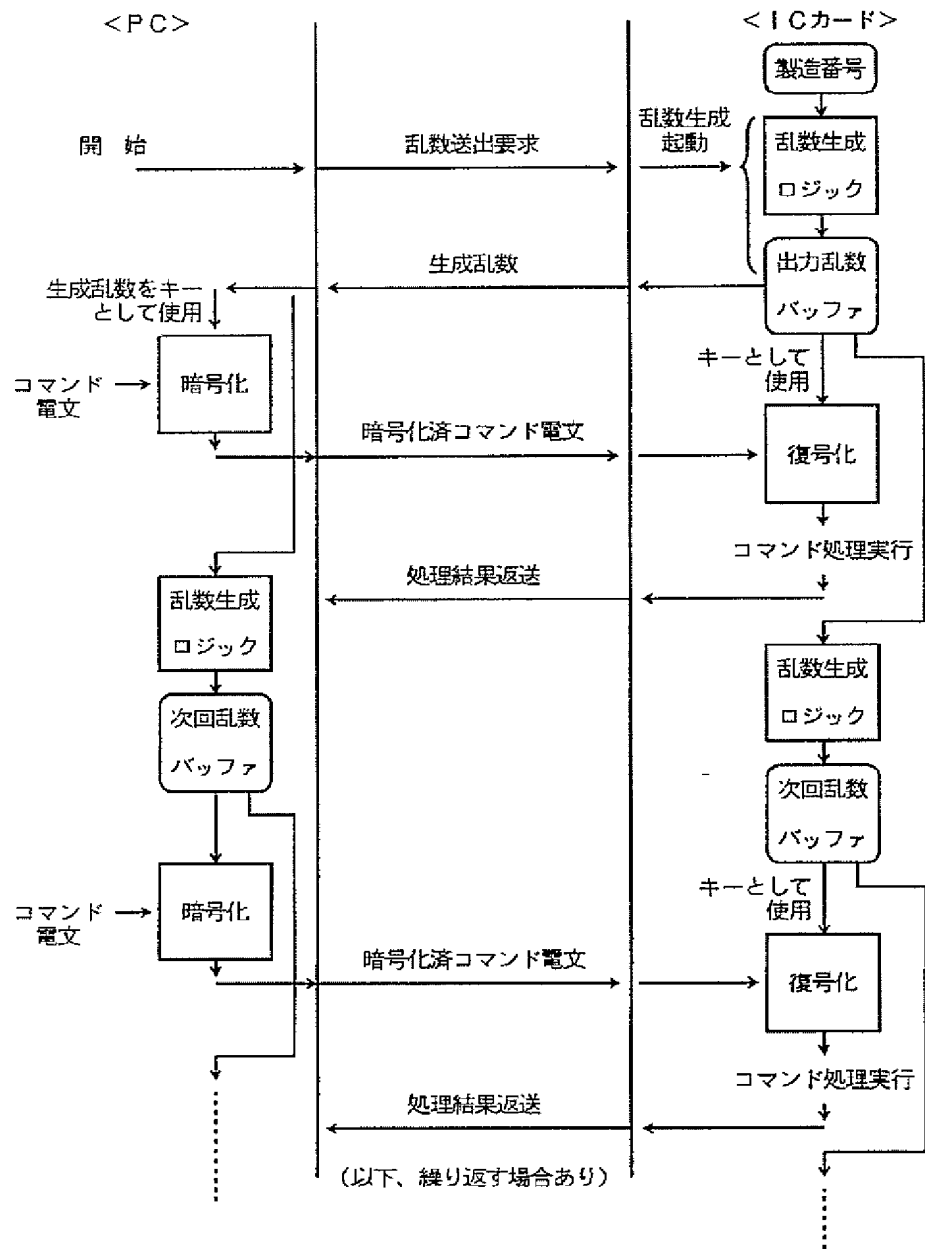 <PC>
<ICカード>
製造番号
乱数生成
ロジック
乱数生成
起動
開 始
乱数送出要求
出力乱数
バッファ
生成乱数
生成乱数をキー
として使用
キーとして
使用
コマンド
電文
暗号化
暗号化済コマンド電文
復号化
コマンド処理実行
処理結果返送
乱数生成
ロジック
乱数生成
ロジック
次回乱数
バッファ
次回乱数
バッファ
キーとして
使用
コマンド
電文
暗号化
暗号化済コマンド電文
復号化
コマンド処理実行
処理結果返送
(以下、繰り返す場合あり)